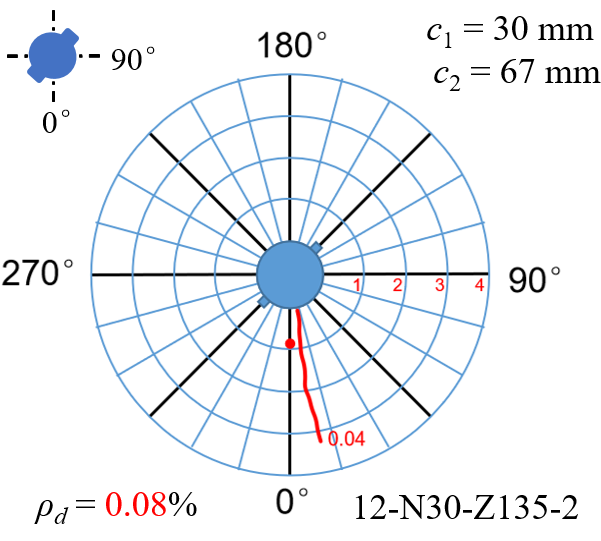 90°
0°
c₁ = 30 mm
c₂ = 67 mm
180°
270°
1 2 3 4
90°
0.04
0°
ρ_d = 0.08%
12-N30-Z135-2